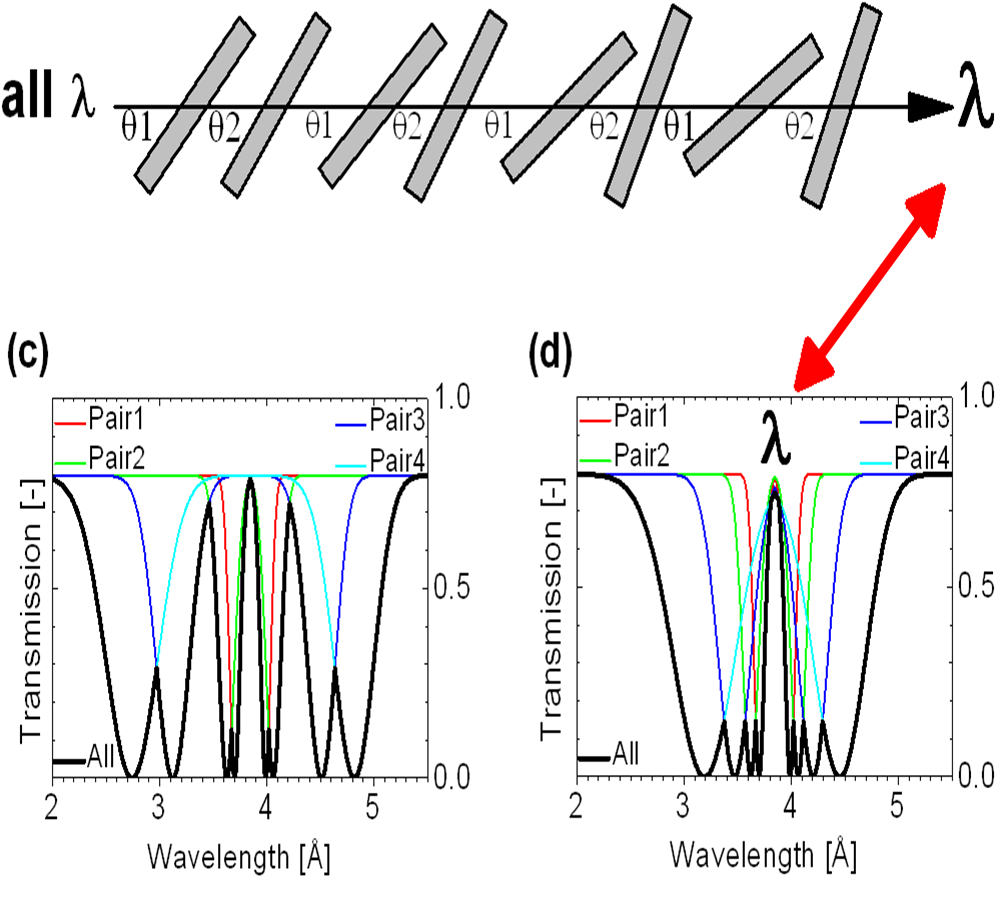 all λ
θ1 θ2 θ1 θ2 θ1 θ2 θ1 θ2
λ
(c)
Pair1
Pair2
Pair3
Pair4
All
1.0
0.5
0.0
Transmission [-]
2 3 4 5
Wavelength [Å]
(d)
λ
Pair1
Pair2
Pair3
Pair4
All
1.0
0.5
0.0
Transmission [-]
2 3 4 5
Wavelength [Å]